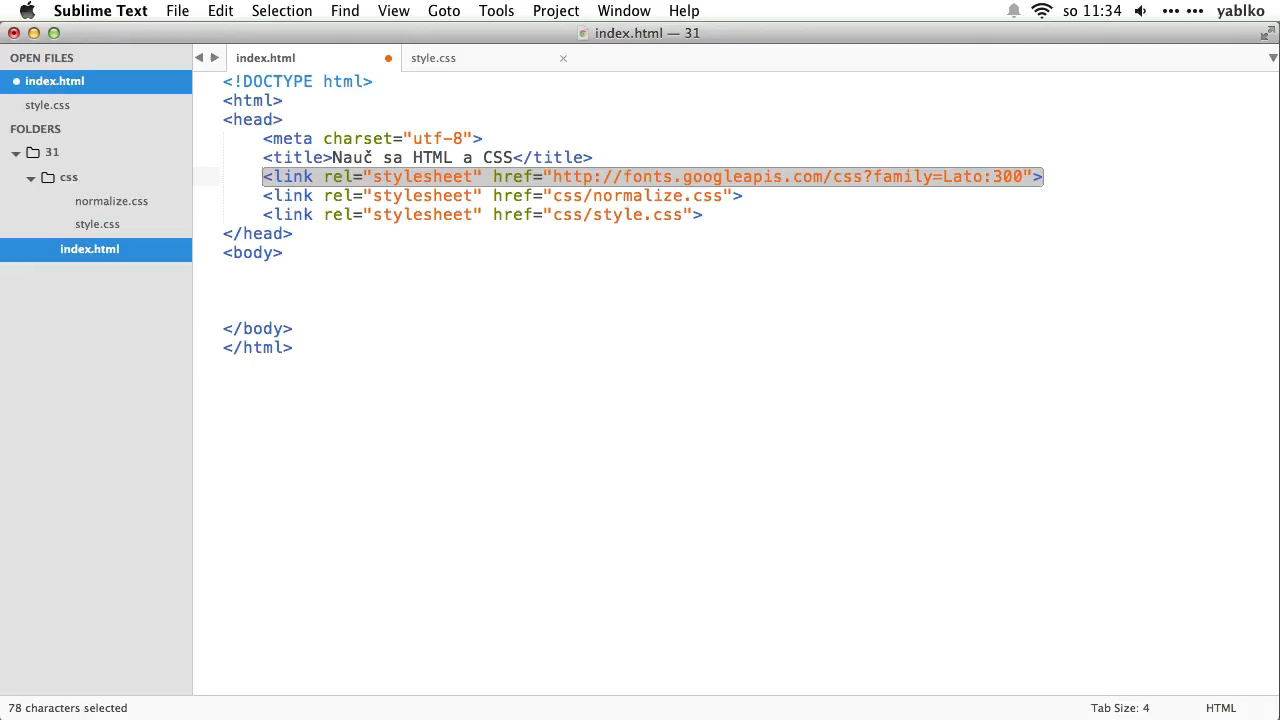 Sublime Text File Edit Selection Find View Goto Tools Project Window Help so 11:34 yablko
index.html — 31
OPEN FILES
index.html
style.css
FOLDERS
31
css
normalize.css
style.css
index.html
index.html style.css
<!DOCTYPE html>
<html>
<head>
<meta charset="utf-8">
<title>Nauč sa HTML a CSS</title>
<link rel="stylesheet" href="http://fonts.googleapis.com/css?family=Lato:300">
<link rel="stylesheet" href="css/normalize.css">
<link rel="stylesheet" href="css/style.css">
</head>
<body>
</body>
</html>
78 characters selected Tab Size: 4 HTML